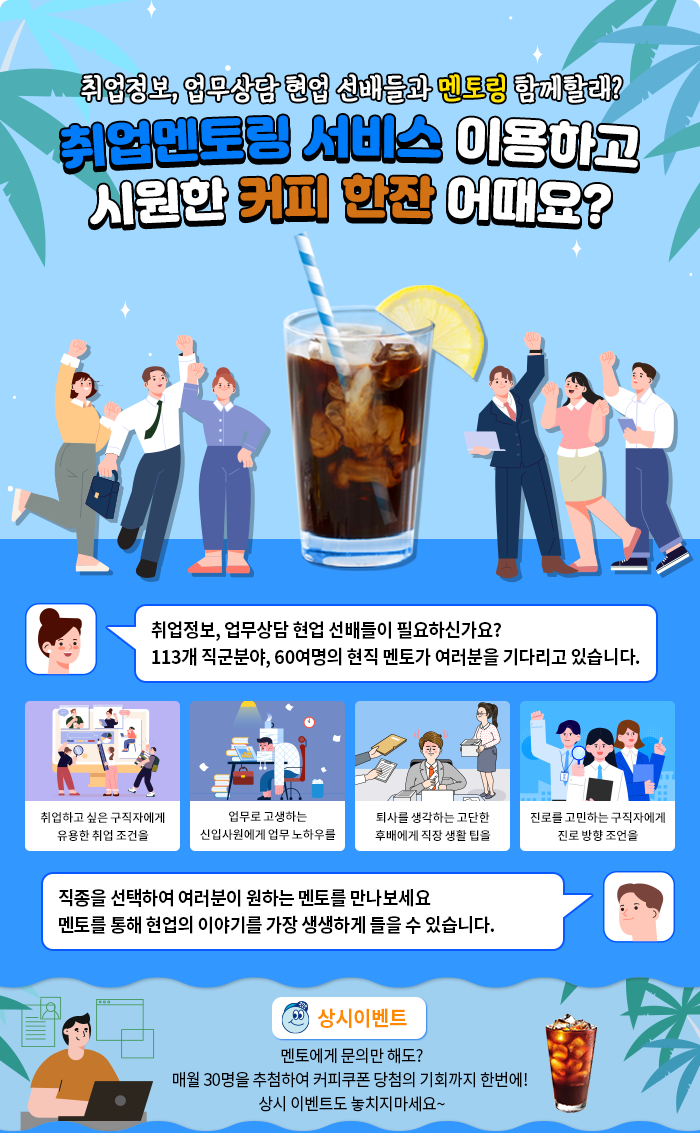 취업정보, 업무상담 현업 선배들과 멘토링 함께할래?
취업멘토링 서비스 이용하고
시원한 커피 한잔 어때요?
취업정보, 업무상담 현업 선배들이 필요하신가요?
113개 직군분야, 60여명의 현직 멘토가 여러분을 기다리고 있습니다.
취업하고 싶은 구직자에게
유용한 취업 조건을
업무로 고생하는
신입사원에게 업무 노하우를
퇴사를 생각하는 고단한
후배에게 직장 생활 팁을
진로를 고민하는 구직자에게
진로 방향 조언을
직종을 선택하여 여러분이 원하는 멘토를 만나보세요
멘토를 통해 현업의 이야기를 가장 생생하게 들을 수 있습니다.
상시이벤트
멘토에게 문의만 해도?
매월 30명을 추첨하여 커피쿠폰 당첨의 기회까지 한번에!
상시 이벤트도 놓치지마세요~